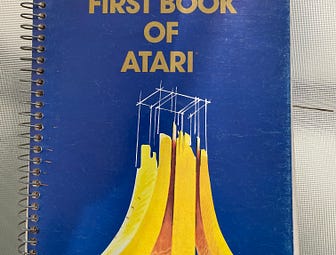 FIRST BOOK
OF
ATARI